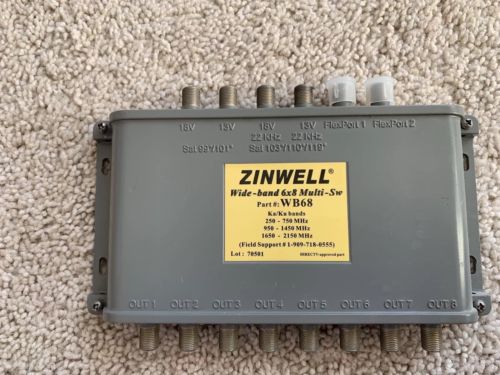 18V 13V 18V 13V FlexPort 1 FlexPort 2
22 KHz 22 KHz
Sat 99°/101° Sat 103°/110°/119°
ZINWELL®
Wide-band 6x8 Multi-Sw
Part #: WB68
Ka/Ku bands
250 - 750 MHz
950 - 1450 MHz
1650 - 2150 MHz
(Field Support # 1-909-718-0555)
Lot : 70501 DIRECTV approved part
OUT 1 OUT 2 OUT 3 OUT 4 OUT 5 OUT 6 OUT 7 OUT 8